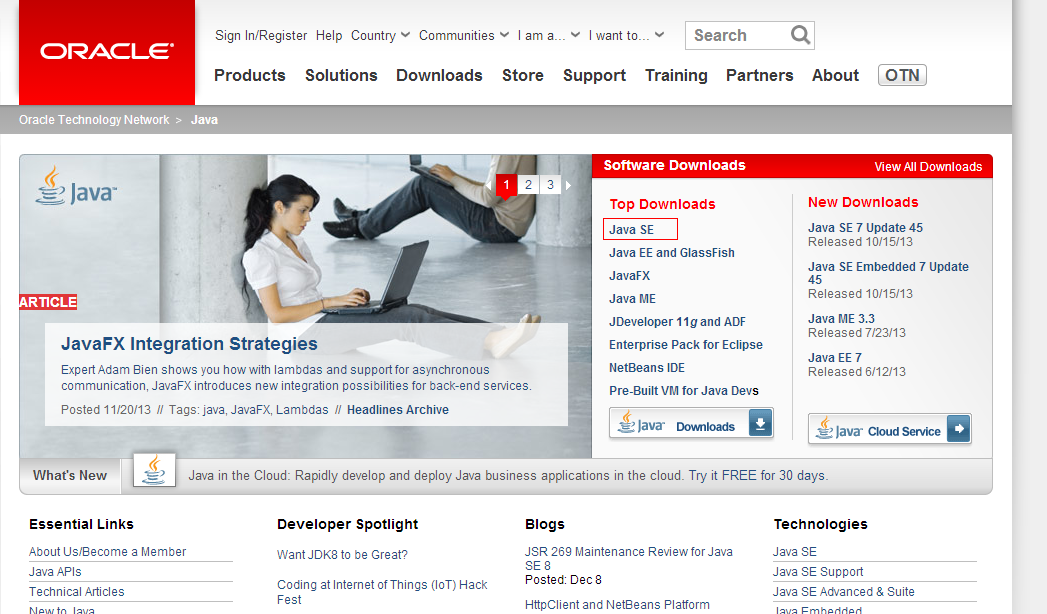 ORACLE
Sign In/Register Help Country Communities I am a... I want to... Search
Products Solutions Downloads Store Support Training Partners About OTN
Oracle Technology Network > Java
Java
1 2 3
ARTICLE
JavaFX Integration Strategies
Expert Adam Bien shows you how with lambdas and support for asynchronous
communication, JavaFX introduces new integration possibilities for back-end services.
Posted 11/20/13 // Tags: java, JavaFX, Lambdas // Headlines Archive
Software Downloads View All Downloads
Top Downloads
Java SE
Java EE and GlassFish
JavaFX
Java ME
JDeveloper 11g and ADF
Enterprise Pack for Eclipse
NetBeans IDE
Pre-Built VM for Java Devs
Java Downloads
New Downloads
Java SE 7 Update 45
Released 10/15/13
Java SE Embedded 7 Update
45
Released 10/15/13
Java ME 3.3
Released 7/23/13
Java EE 7
Released 6/12/13
Java Cloud Service
What's New Java in the Cloud: Rapidly develop and deploy Java business applications in the cloud. Try it FREE for 30 days.
Essential Links
About Us/Become a Member
Java APIs
Technical Articles
New to Java
Developer Spotlight
Want JDK8 to be Great?
Coding at Internet of Things (IoT) Hack
Fest
Blogs
JSR 269 Maintenance Review for Java
SE 8
Posted: Dec 8
HttpClient and NetBeans Platform
Technologies
Java SE
Java SE Support
Java SE Advanced & Suite
Java Embedded